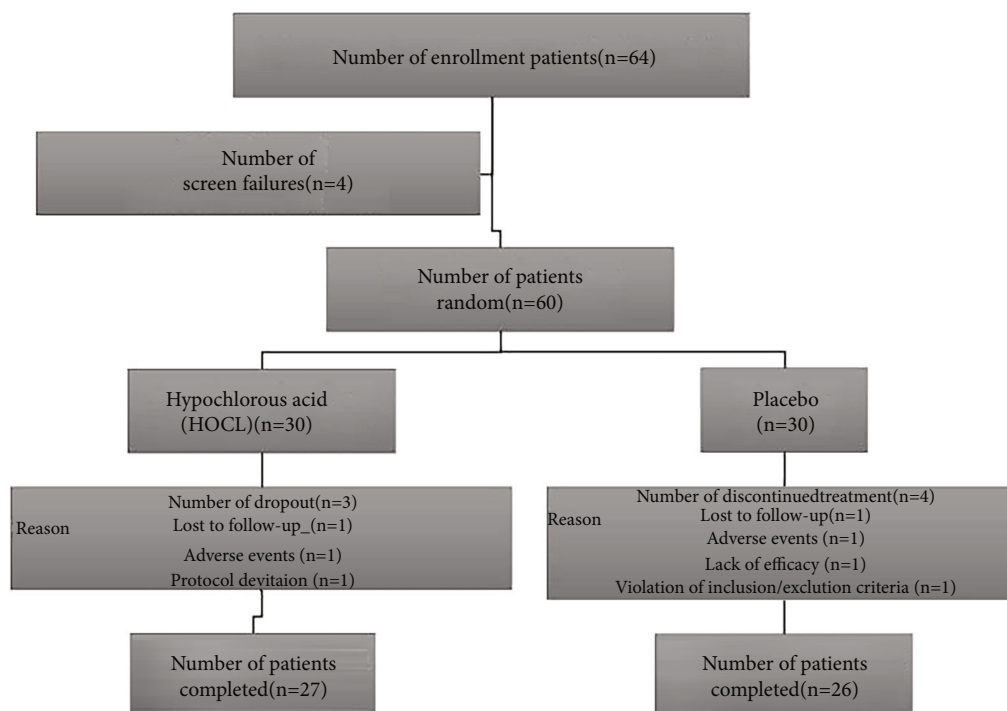 Number of enrollment patients(n=64)
Number of
screen failures(n=4)
Number of patients
random(n=60)
Hypochlorous acid
(HOCL)(n=30)
Placebo
(n=30)
Number of dropout(n=3)
Reason
Lost to follow-up_(n=1)
Adverse events (n=1)
Protocol devitaion (n=1)
Number of discontinuedtreatment(n=4)
Reason
Lost to follow-up(n=1)
Adverse events (n=1)
Lack of efficacy (n=1)
Violation of inclusion/exclution criteria (n=1)
Number of patients
completed(n=27)
Number of patients
completed(n=26)